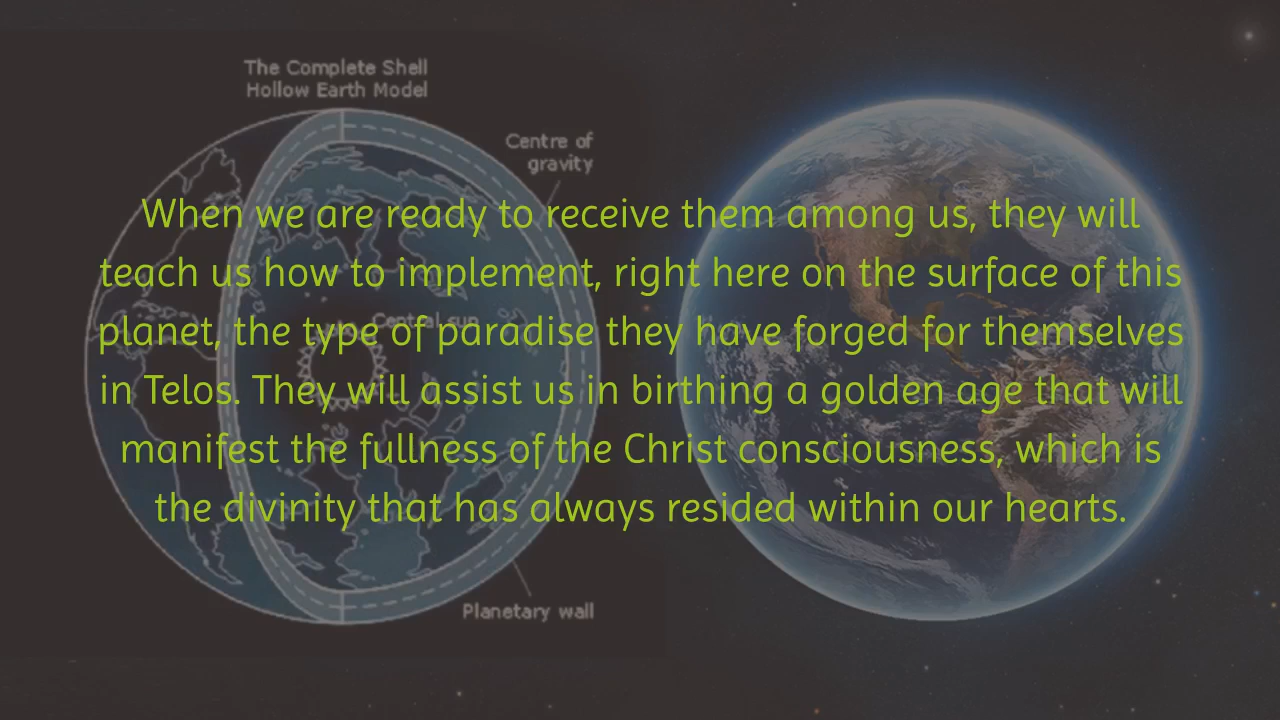 The Complete Shell
Hollow Earth Model
Centre of
gravity
When we are ready to receive them among us, they will
teach us how to implement, right here on the surface of this
planet, the type of paradise they have forged for themselves
in Telos. They will assist us in birthing a golden age that will
manifest the fullness of the Christ consciousness, which is
the divinity that has always resided within our hearts.
Central sun
Planetary wall